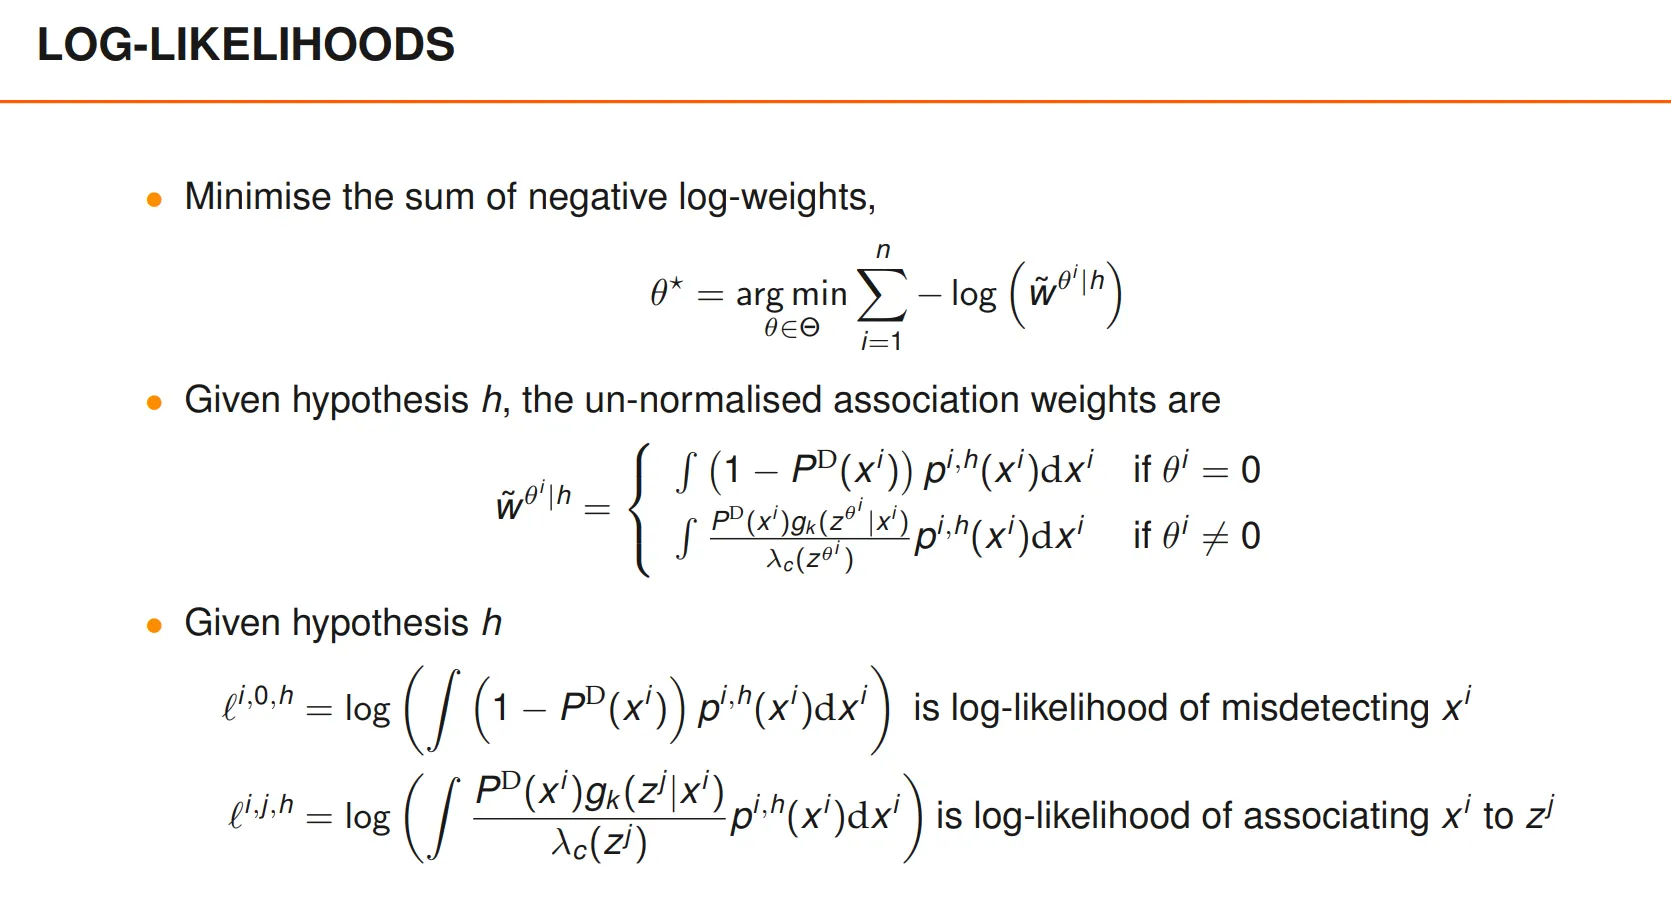 LOG-LIKELIHOODS
• Minimise the sum of negative log-weights,
$\theta^\star = \underset{\theta \in \Theta}{\arg\min} \sum_{i=1}^{n} -\log\left(\tilde{w}^{\theta^i|h}\right)$
• Given hypothesis $h$, the un-normalised association weights are
$\tilde{w}^{\theta^i|h} = \begin{cases} \int \left(1 - P^{\mathrm{D}}(x^i)\right) p^{i,h}(x^i)\mathrm{d}x^i & \text{if } \theta^i = 0 \\ \int \frac{P^{\mathrm{D}}(x^i) g_k(z^{\theta^i}|x^i)}{\lambda_c(z^{\theta^i})} p^{i,h}(x^i)\mathrm{d}x^i & \text{if } \theta^i \neq 0 \end{cases}$
• Given hypothesis $h$
$\ell^{i,0,h} = \log\left(\int \left(1 - P^{\mathrm{D}}(x^i)\right) p^{i,h}(x^i)\mathrm{d}x^i\right)$ is log-likelihood of misdetecting $x^i$
$\ell^{i,j,h} = \log\left(\int \frac{P^{\mathrm{D}}(x^i) g_k(z^j|x^i)}{\lambda_c(z^j)} p^{i,h}(x^i)\mathrm{d}x^i\right)$ is log-likelihood of associating $x^i$ to $z^j$